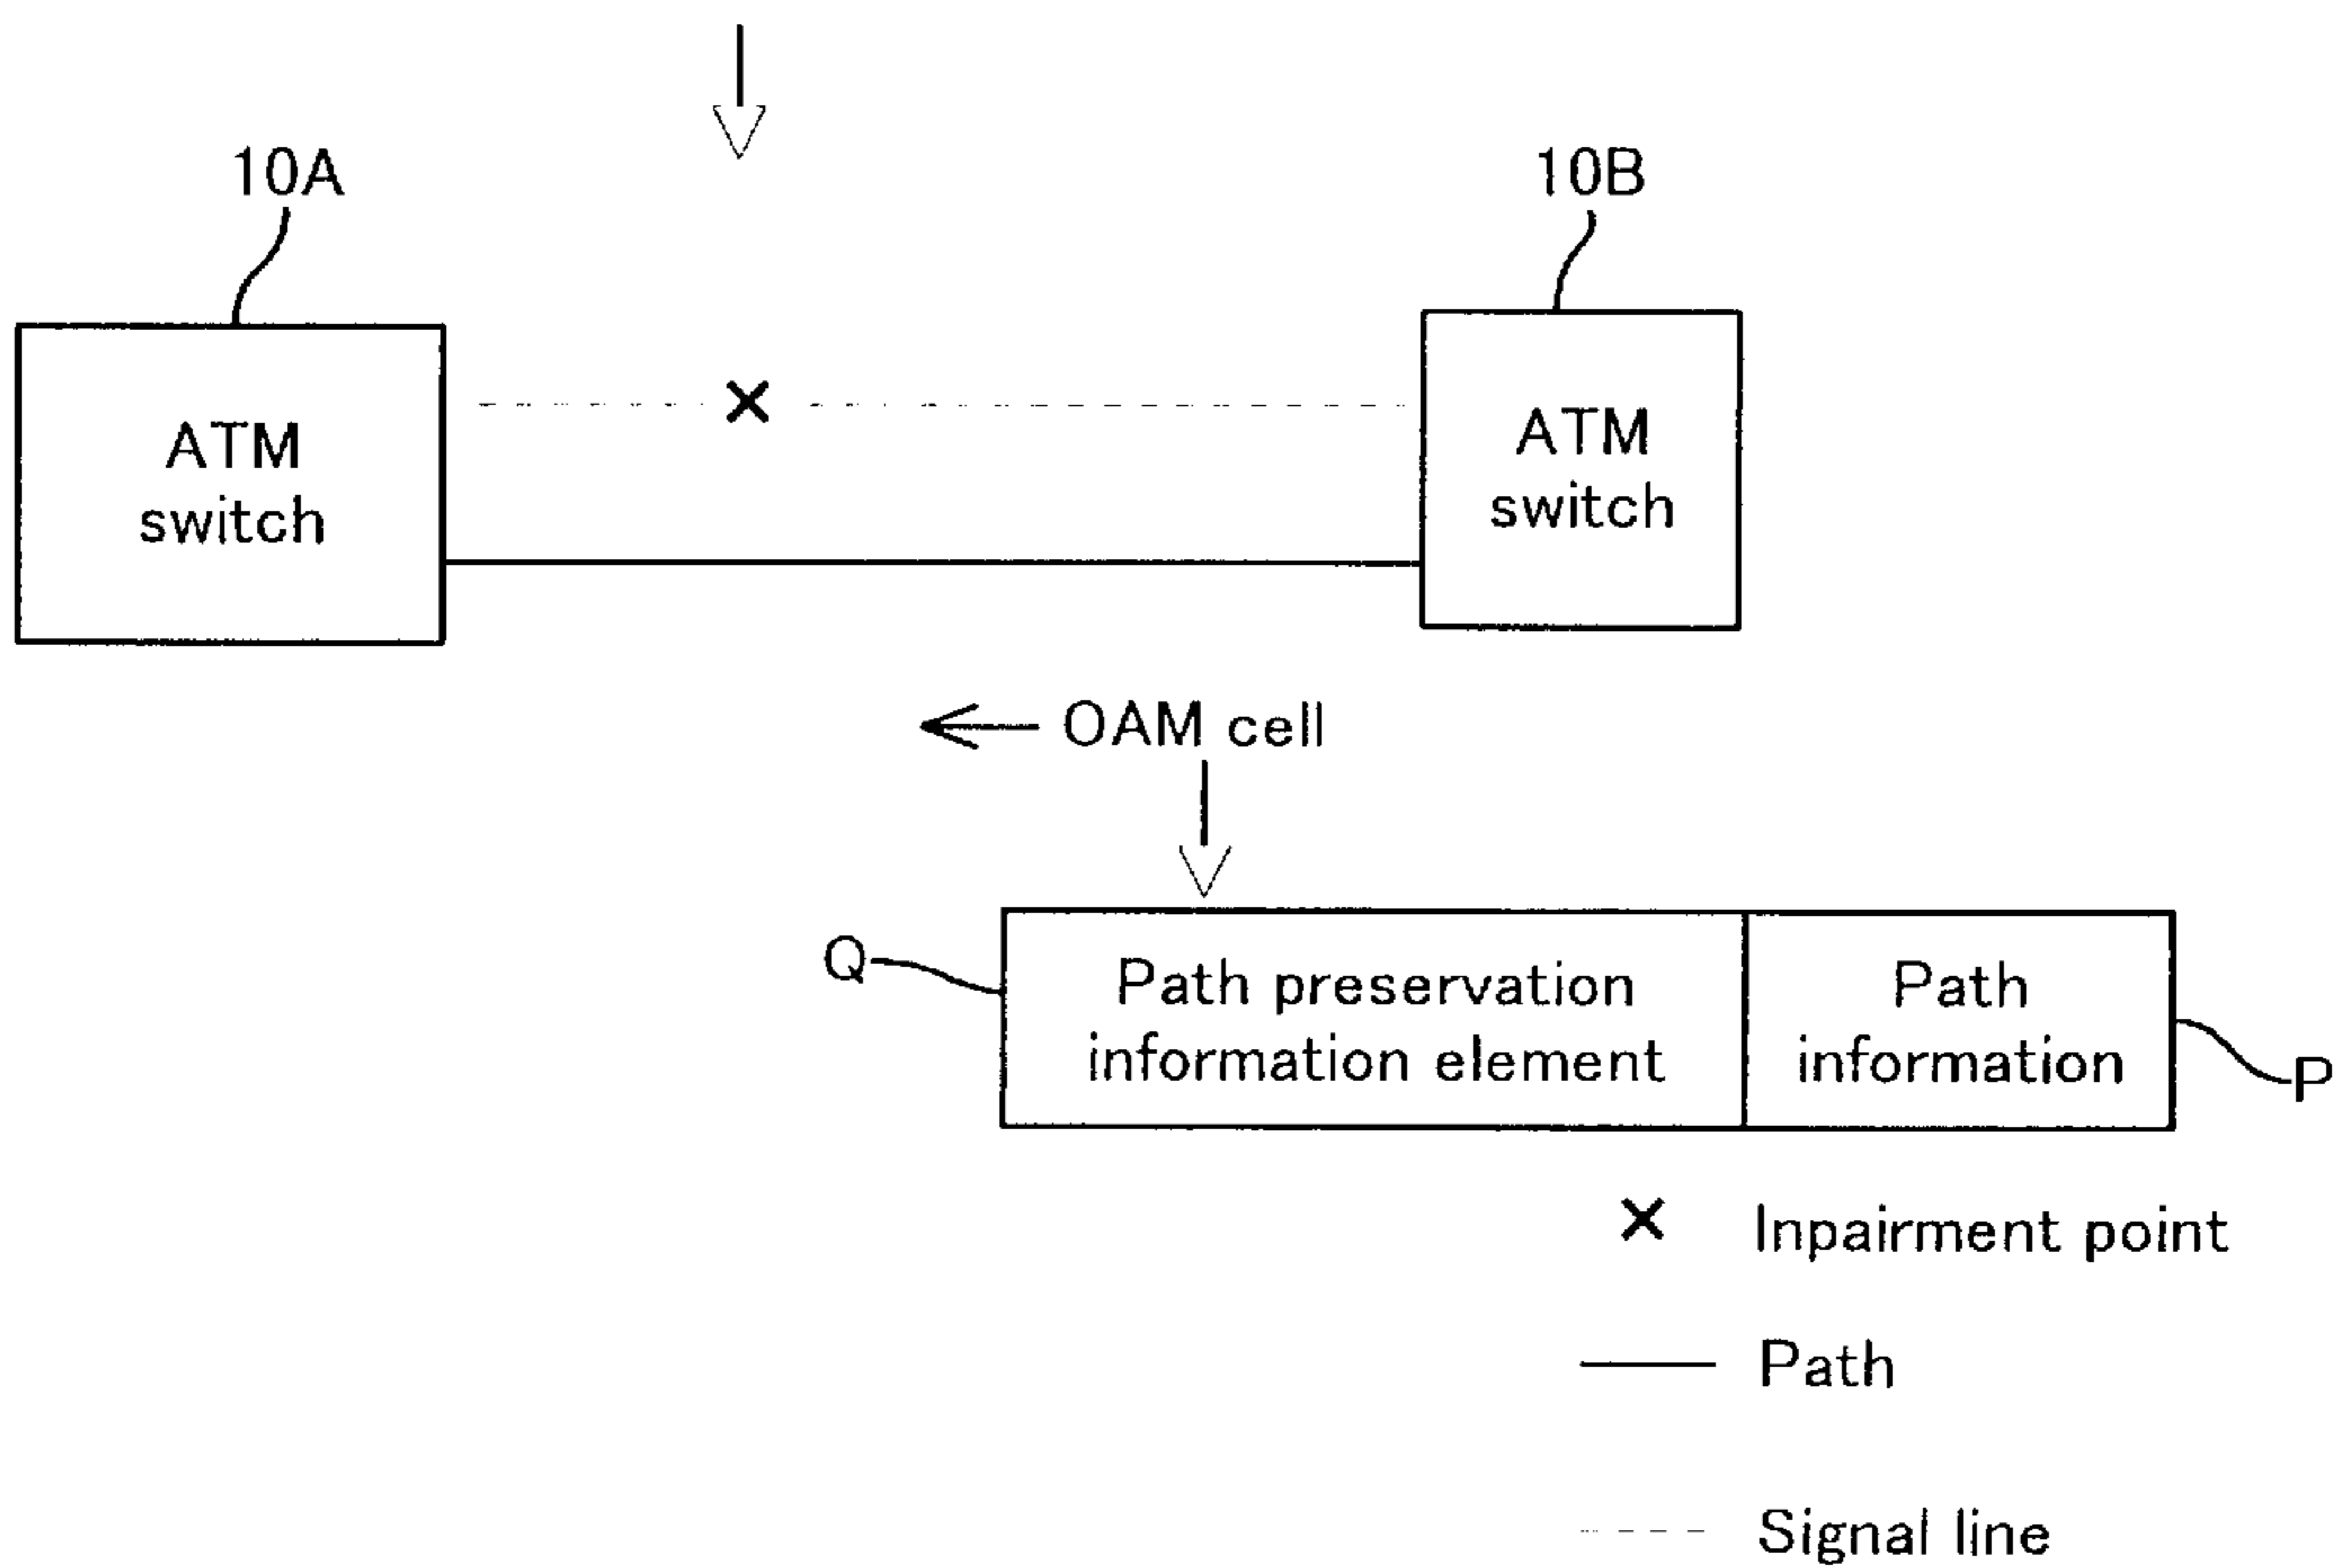 10A
10B
ATM
switch
ATM
switch
OAM cell
Q
Path preservation
information element
Path
information
P
Inpairment point
Path
Signal line